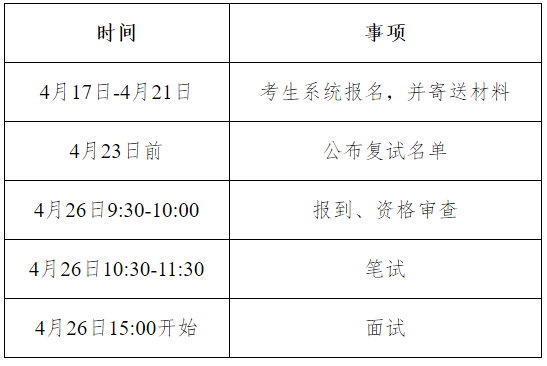 时间 事项
4月17日-4月21日 考生系统报名，并寄送材料
4月23日前 公布复试名单
4月26日9:30-10:00 报到、资格审查
4月26日10:30-11:30 笔试
4月26日15:00开始 面试